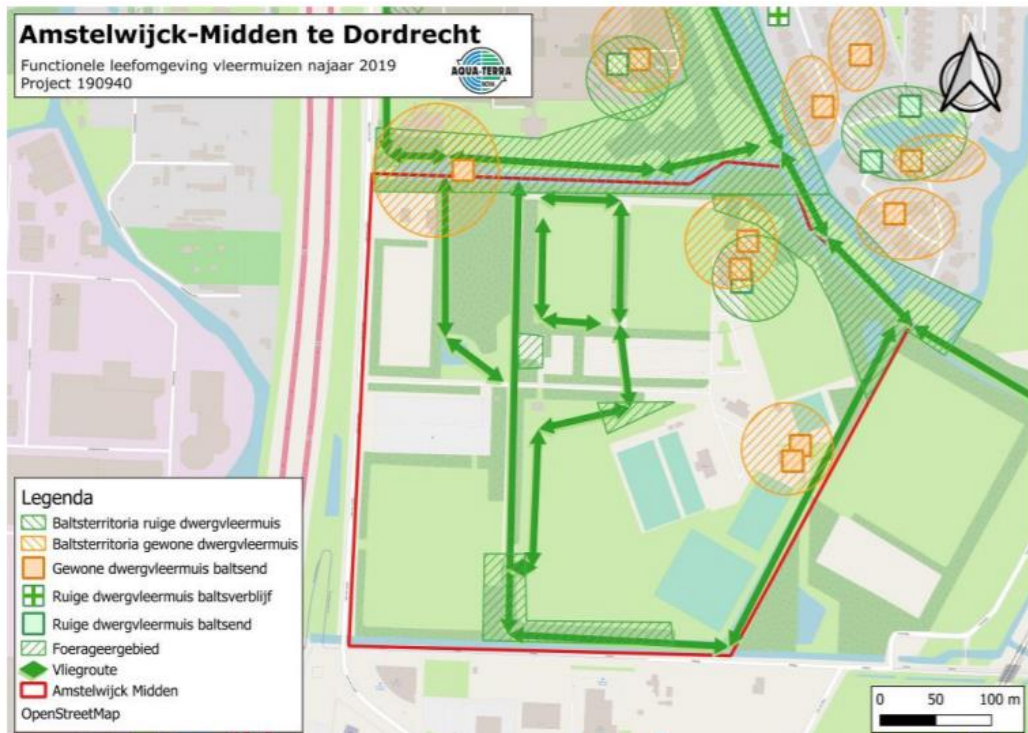 Amstelwijck-Midden te Dordrecht
Functionele leefomgeving vleermuizen najaar 2019
Project 190940
AQUA-TERRA
NOVA
N
Legenda
Baltsterritoria ruige dwergvleermuis
Baltsterritoria gewone dwergvleermuis
Gewone dwergvleermuis baltsend
Ruige dwergvleermuis baltsverblijf
Ruige dwergvleermuis baltsend
Foerageergebied
Vliegroute
Amstelwijck Midden
OpenStreetMap
0 50 100 m